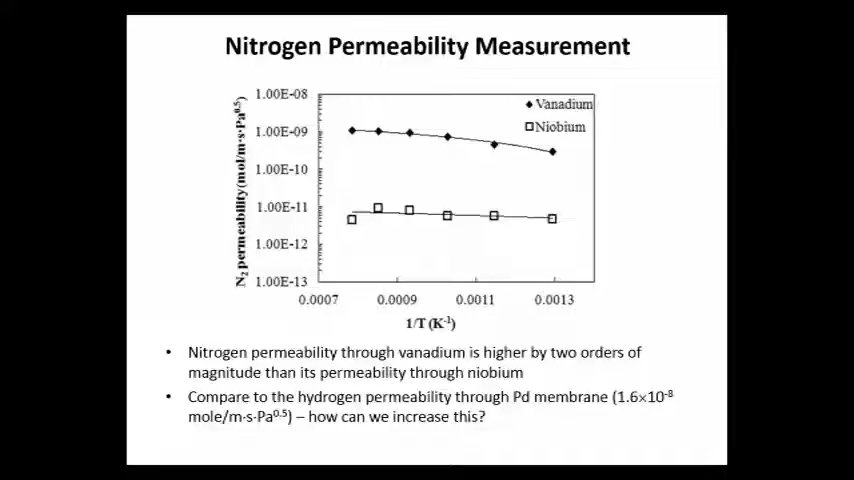 Nitrogen Permeability Measurement
1.00E-08
1.00E-09
1.00E-10
1.00E-11
1.00E-12
1.00E-13
N₂ permeability (mol/m·s·Pa⁰·⁵)
Vanadium
Niobium
0.0007 0.0009 0.0011 0.0013
1/T (K⁻¹)
• Nitrogen permeability through vanadium is higher by two orders of
magnitude than its permeability through niobium
• Compare to the hydrogen permeability through Pd membrane (1.6×10⁻⁸
mole/m·s·Pa⁰·⁵) – how can we increase this?